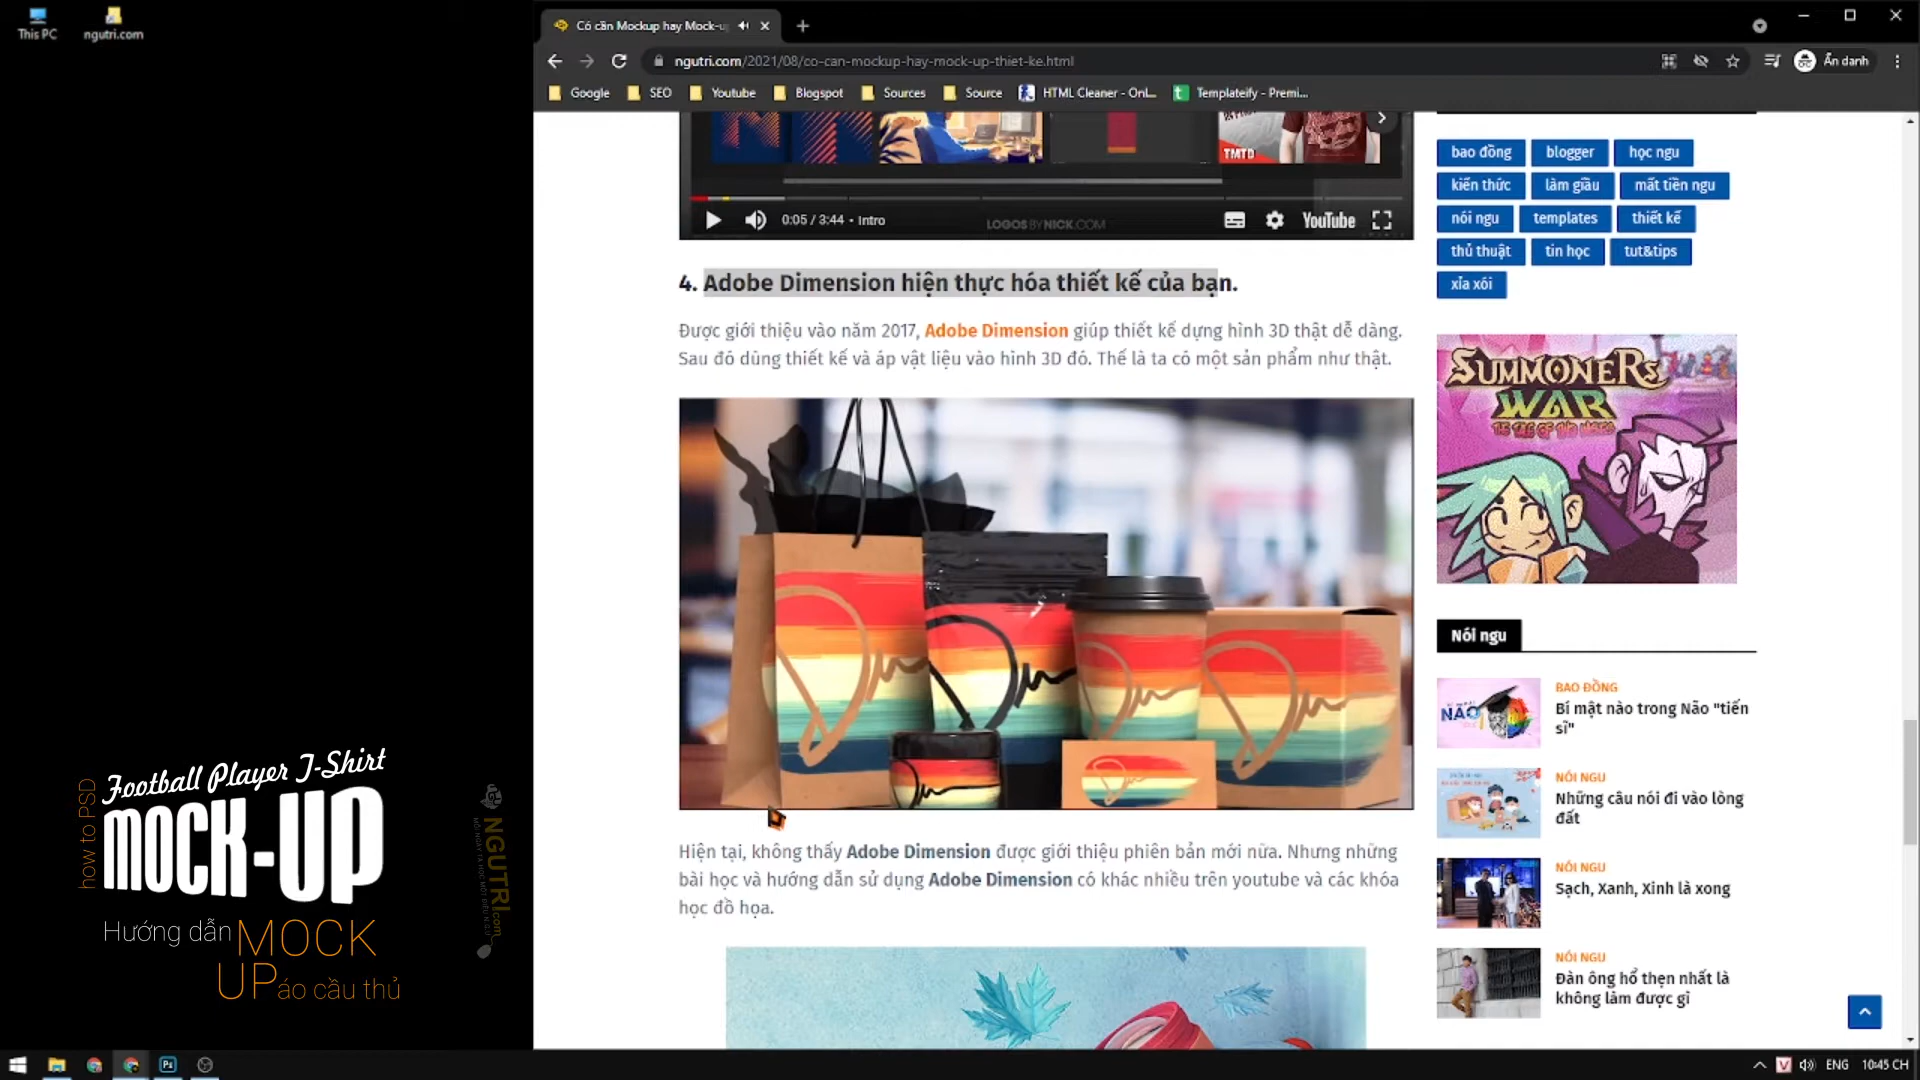 This PC
ngutri.com
Có cần Mockup hay Mock-u
ngutri.com/2021/08/co-can-mockup-hay-mock-up-thiet-ke.html
Ẩn danh
Google
SEO
Youtube
Blogspot
Sources
Source
HTML Cleaner - Onl...
Templateify - Premi...
TMTD
0:05 / 3:44 • Intro
LOGOSBYNICK.COM
YouTube
4. Adobe Dimension hiện thực hóa thiết kế của bạn.
Được giới thiệu vào năm 2017, Adobe Dimension giúp thiết kế dựng hình 3D thật dễ dàng.
Sau đó dùng thiết kế và áp vật liệu vào hình 3D đó. Thế là ta có một sản phẩm như thật.
Hiện tại, không thấy Adobe Dimension được giới thiệu phiên bản mới nữa. Nhưng những
bài học và hướng dẫn sử dụng Adobe Dimension có khác nhiều trên youtube và các khóa
học đồ họa.
bao đồng
blogger
học ngu
kiến thức
làm giầu
mất tiền ngu
nói ngu
templates
thiết kế
thủ thuật
tin học
tut&tips
xỉa xói
SUMMONERS
WAR
Nói ngu
NÃO
BAO ĐỒNG
Bí mật nào trong Não "tiến
sĩ"
NÓI NGU
Những câu nói đi vào lòng
đất
NÓI NGU
Sạch, Xanh, Xinh là xong
NÓI NGU
Đàn ông hổ thẹn nhất là
không làm được gì
how to PSD
Football Player T-Shirt
MOCK-UP
Hướng dẫn MOCK
UP áo cầu thủ
NGUTRI.com
Ps
V
ENG
10:45 CH